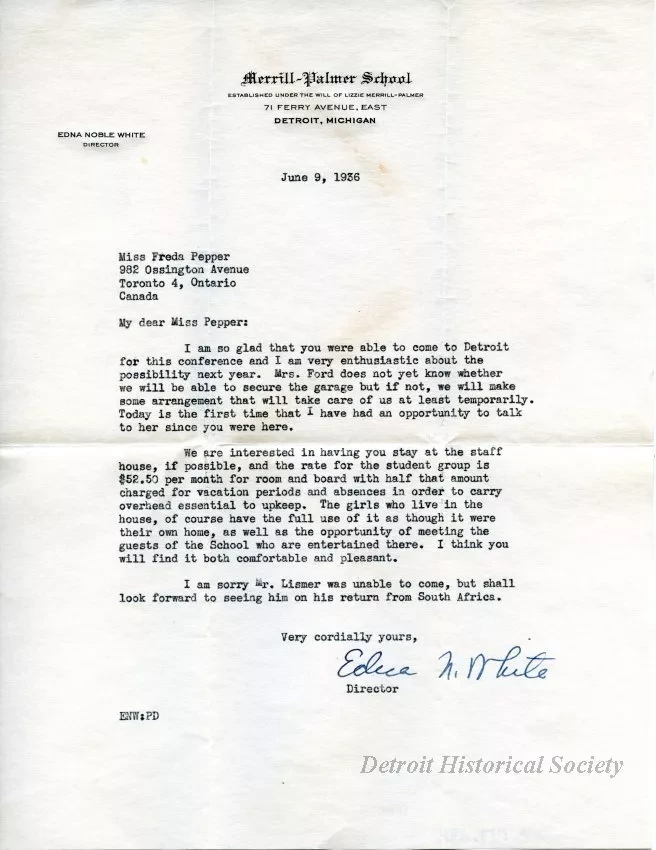 Merrill-Palmer School
ESTABLISHED UNDER THE WILL OF LIZZIE MERRILL-PALMER
71 FERRY AVENUE, EAST
DETROIT, MICHIGAN
EDNA NOBLE WHITE
DIRECTOR
June 9, 1936
Miss Freda Pepper
982 Ossington Avenue
Toronto 4, Ontario
Canada
My dear Miss Pepper:
I am so glad that you were able to come to Detroit
for this conference and I am very enthusiastic about the
possibility next year. Mrs. Ford does not yet know whether
we will be able to secure the garage but if not, we will make
some arrangement that will take care of us at least temporarily.
Today is the first time that I have had an opportunity to talk
to her since you were here.
We are interested in having you stay at the staff
house, if possible, and the rate for the student group is
$52.50 per month for room and board with half that amount
charged for vacation periods and absences in order to carry
overhead essential to upkeep. The girls who live in the
house, of course have the full use of it as though it were
their own home, as well as the opportunity of meeting the
guests of the School who are entertained there. I think you
will find it both comfortable and pleasant.
I am sorry Mr. Lismer was unable to come, but shall
look forward to seeing him on his return from South Africa.
Very cordially yours,
Edna N. White
Director
ENW:PD
Detroit Historical Society